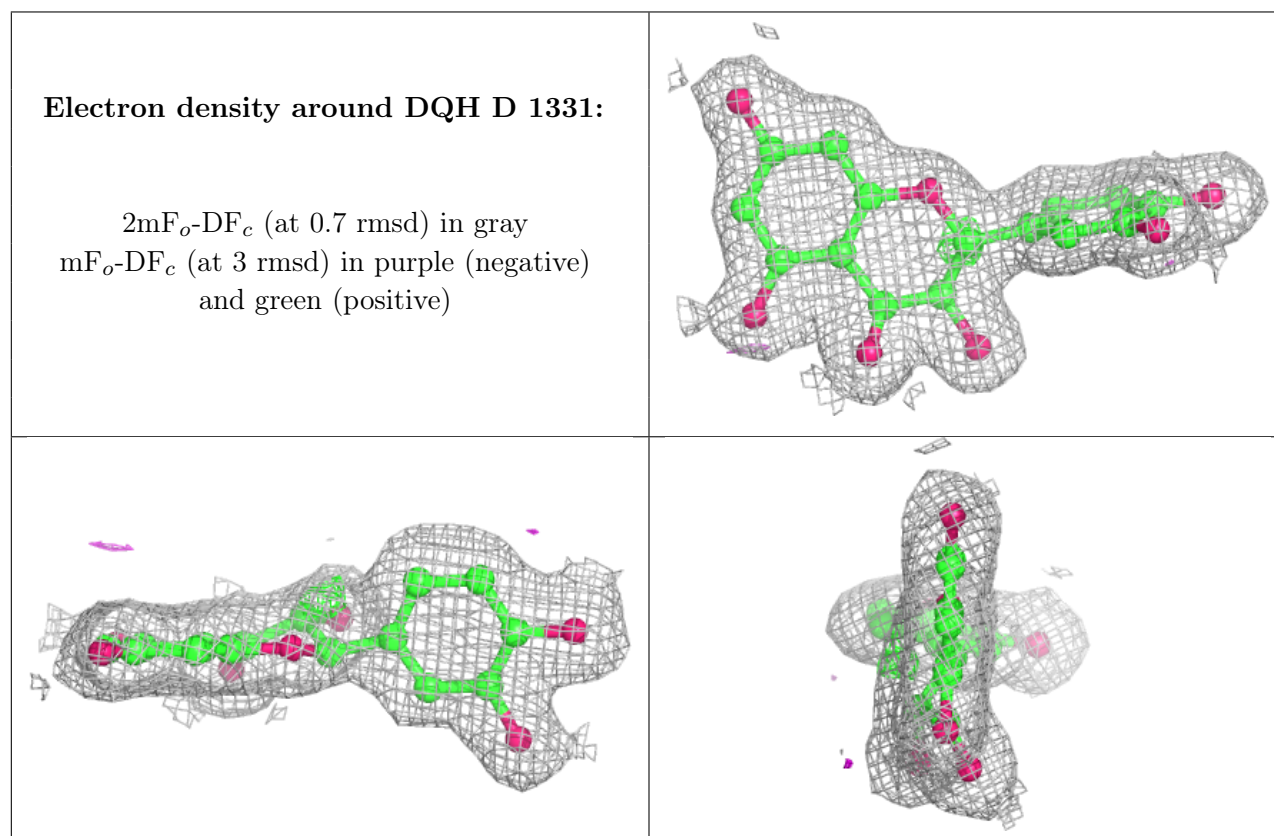 Electron density around DQH D 1331:
2mFₒ-DF𝒸 (at 0.7 rmsd) in gray
mFₒ-DF𝒸 (at 3 rmsd) in purple (negative)
and green (positive)